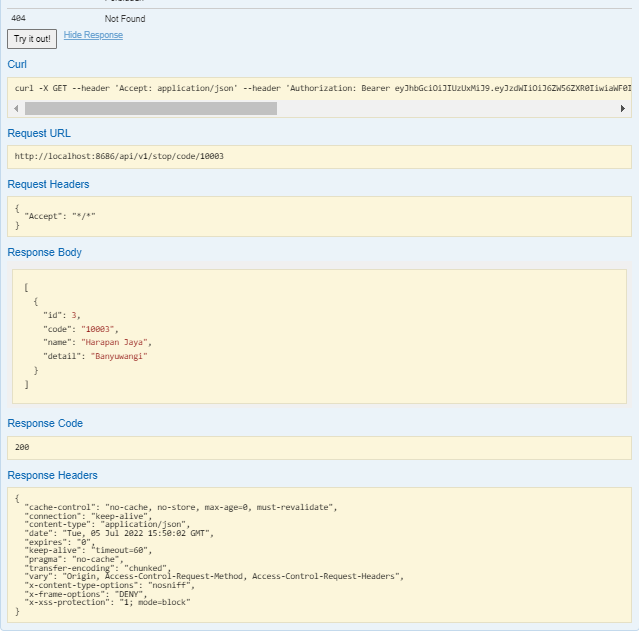 404 Not Found
Try it out! Hide Response
Curl
curl -X GET --header 'Accept: application/json' --header 'Authorization: Bearer
Request URL
http://localhost:8686/api/v1/stop/code/10003
Request Headers
{
"Accept": "*/*"
}
Response Body
[
{
"id": 3,
"code": "10003",
"name": "Harapan Jaya",
"detail": "Banyuwangi"
}
]
Response Code
200
Response Headers
{
"cache-control": "no-cache, no-store, max-age=0, must-revalidate",
"connection": "keep-alive",
"content-type": "application/json",
"date": "Tue, 05 Jul 2022 15:50:02 GMT",
"expires": "0",
"keep-alive": "timeout=60",
"pragma": "no-cache",
"transfer-encoding": "chunked",
"vary": "Origin, Access-Control-Request-Method, Access-Control-Request-Headers",
"x-content-type-options": "nosniff",
"x-frame-options": "DENY",
"x-xss-protection": "1; mode=block"
}